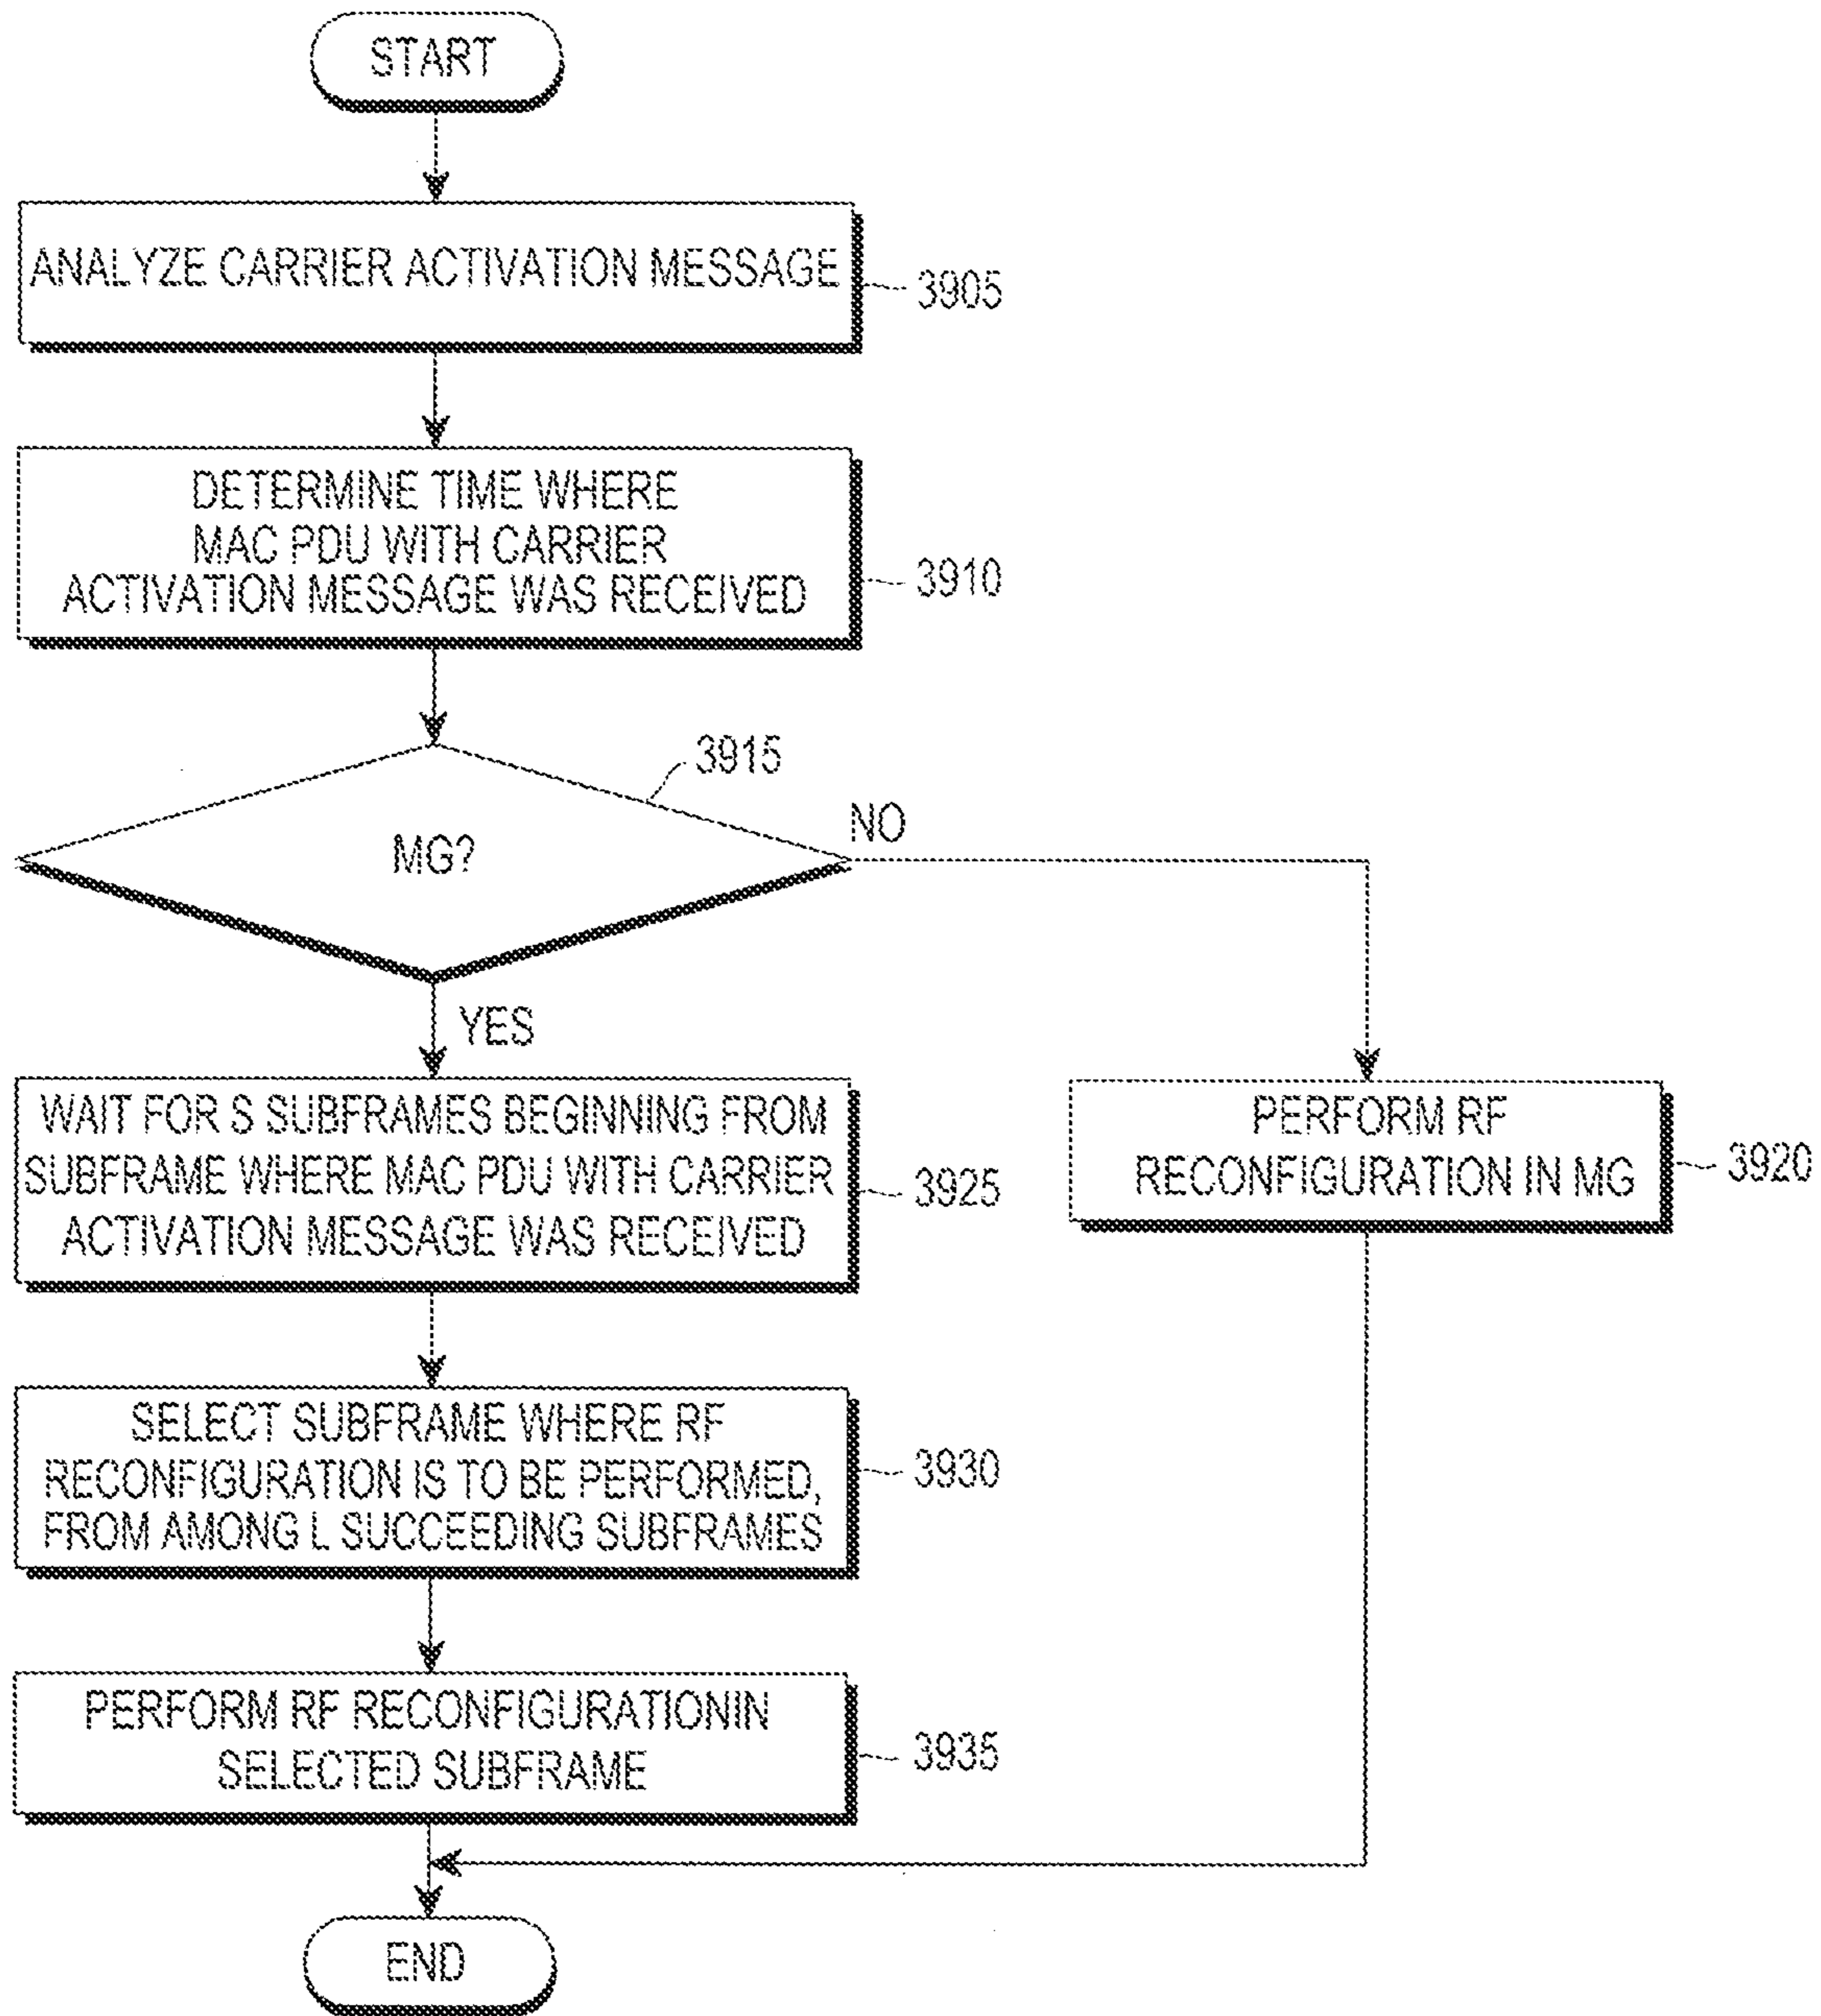 START
ANALYZE CARRIER ACTIVATION MESSAGE
3905
DETERMINE TIME WHERE
MAC PDU WITH CARRIER
ACTIVATION MESSAGE WAS RECEIVED
3910
3915
MG?
NO
YES
WAIT FOR S SUBFRAMES BEGINNING FROM
SUBFRAME WHERE MAC PDU WITH CARRIER
ACTIVATION MESSAGE WAS RECEIVED
3925
PERFORM RF
RECONFIGURATION IN MG
3920
SELECT SUBFRAME WHERE RF
RECONFIGURATION IS TO BE PERFORMED,
FROM AMONG L SUCCEEDING SUBFRAMES
3930
PERFORM RF RECONFIGURATIONIN
SELECTED SUBFRAME
3935
END